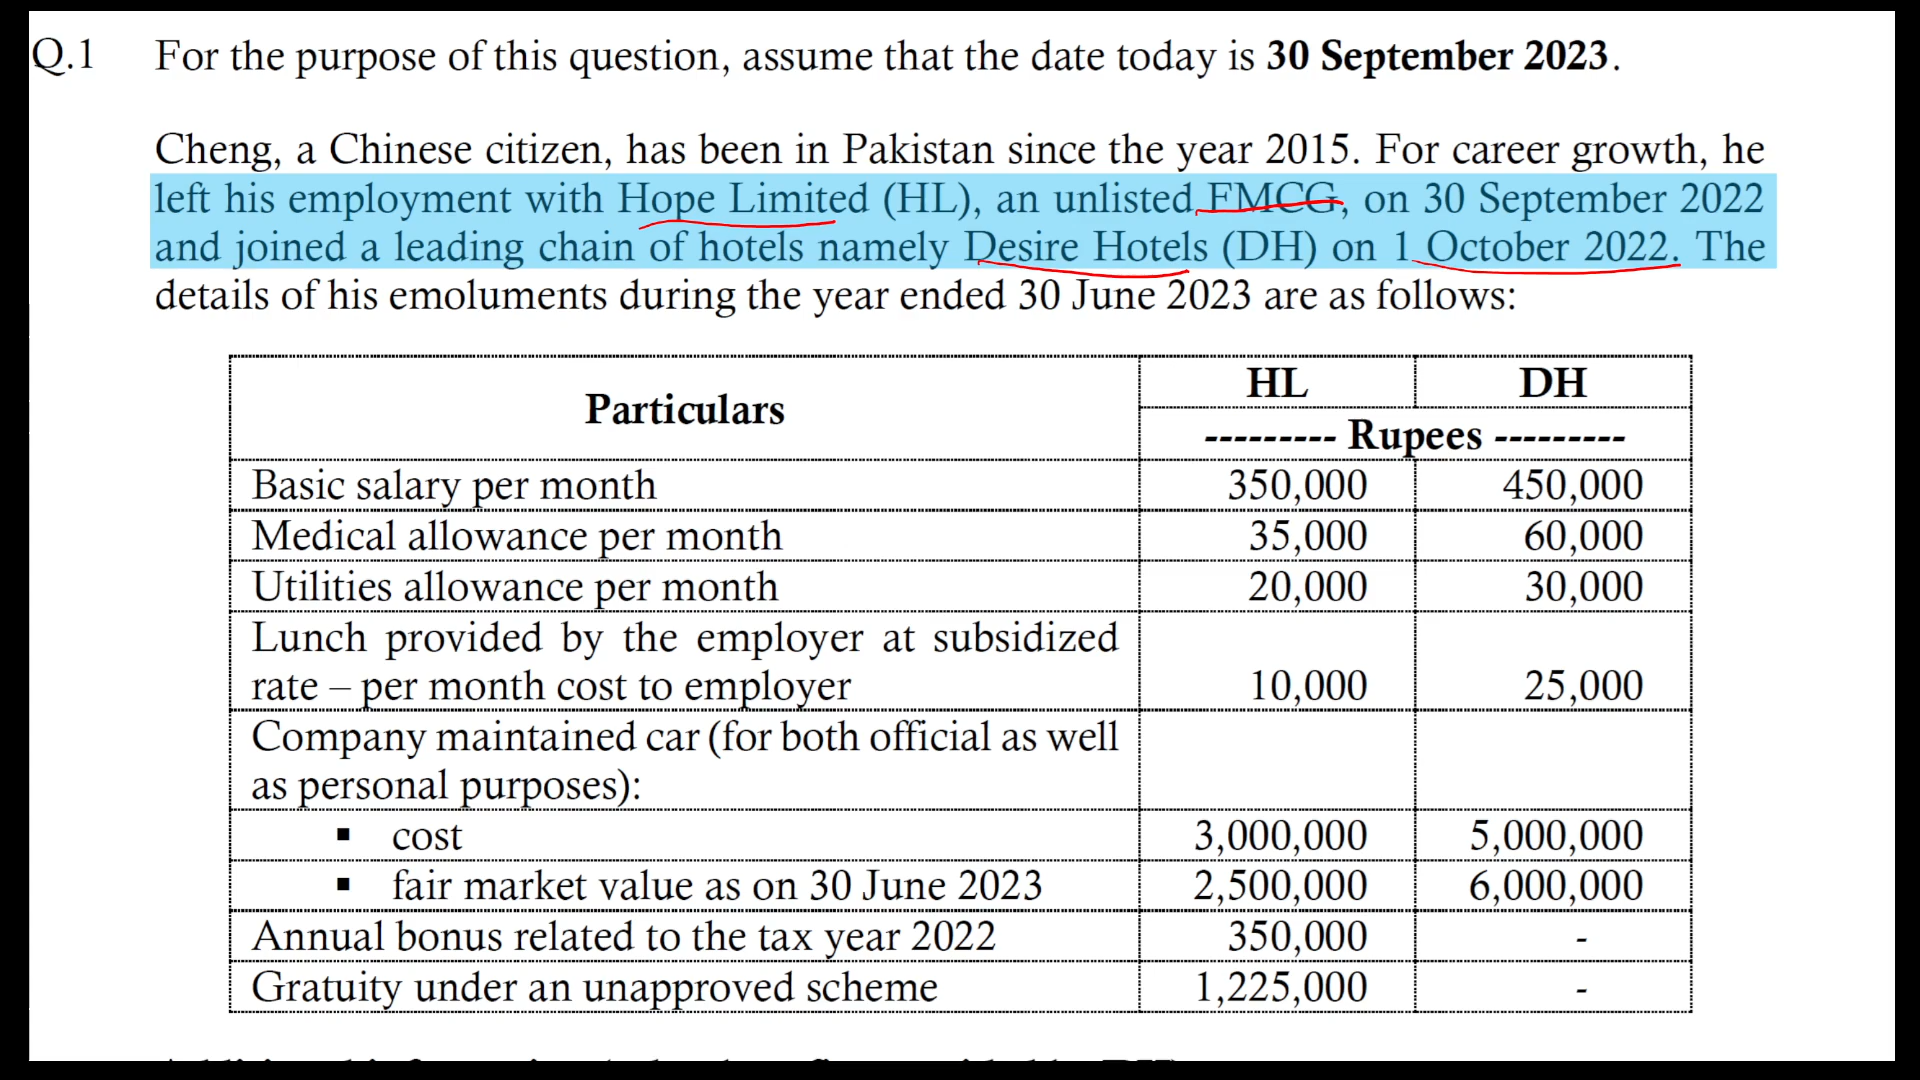 Q.1 For the purpose of this question, assume that the date today is 30 September 2023.
Cheng, a Chinese citizen, has been in Pakistan since the year 2015. For career growth, he
left his employment with Hope Limited (HL), an unlisted FMCG, on 30 September 2022
and joined a leading chain of hotels namely Desire Hotels (DH) on 1 October 2022. The
details of his emoluments during the year ended 30 June 2023 are as follows:
Particulars HL DH
--------- Rupees ---------
Basic salary per month 350,000 450,000
Medical allowance per month 35,000 60,000
Utilities allowance per month 20,000 30,000
Lunch provided by the employer at subsidized
rate – per month cost to employer 10,000 25,000
Company maintained car (for both official as well
as personal purposes):
▪ cost 3,000,000 5,000,000
▪ fair market value as on 30 June 2023 2,500,000 6,000,000
Annual bonus related to the tax year 2022 350,000 -
Gratuity under an unapproved scheme 1,225,000 -